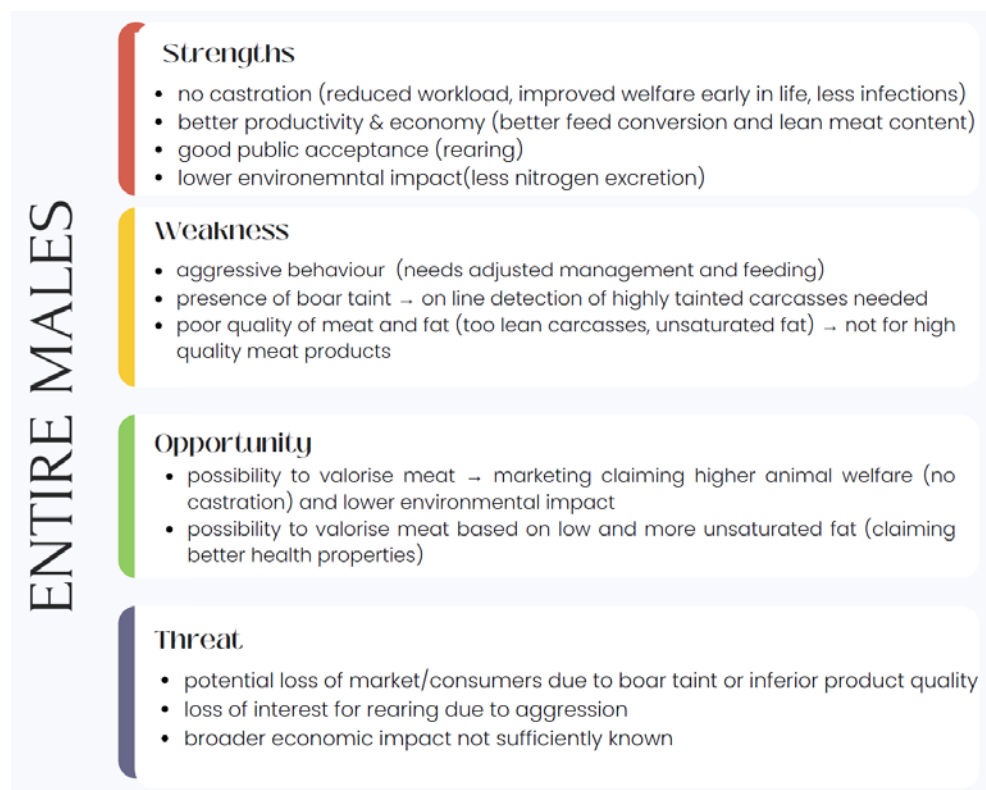 ENTIRE MALES
Strengths
• no castration (reduced workload, improved welfare early in life, less infections)
• better productivity & economy (better feed conversion and lean meat content)
• good public acceptance (rearing)
• lower environemntal impact(less nitrogen excretion)
Weakness
• aggressive behaviour (needs adjusted management and feeding)
• presence of boar taint → on line detection of highly tainted carcasses needed
• poor quality of meat and fat (too lean carcasses, unsaturated fat) → not for high
quality meat products
Opportunity
• possibility to valorise meat → marketing claiming higher animal welfare (no
castration) and lower environmental impact
• possibility to valorise meat based on low and more unsaturated fat (claiming
better health properties)
Threat
• potential loss of market/consumers due to boar taint or inferior product quality
• loss of interest for rearing due to aggression
• broader economic impact not sufficiently known